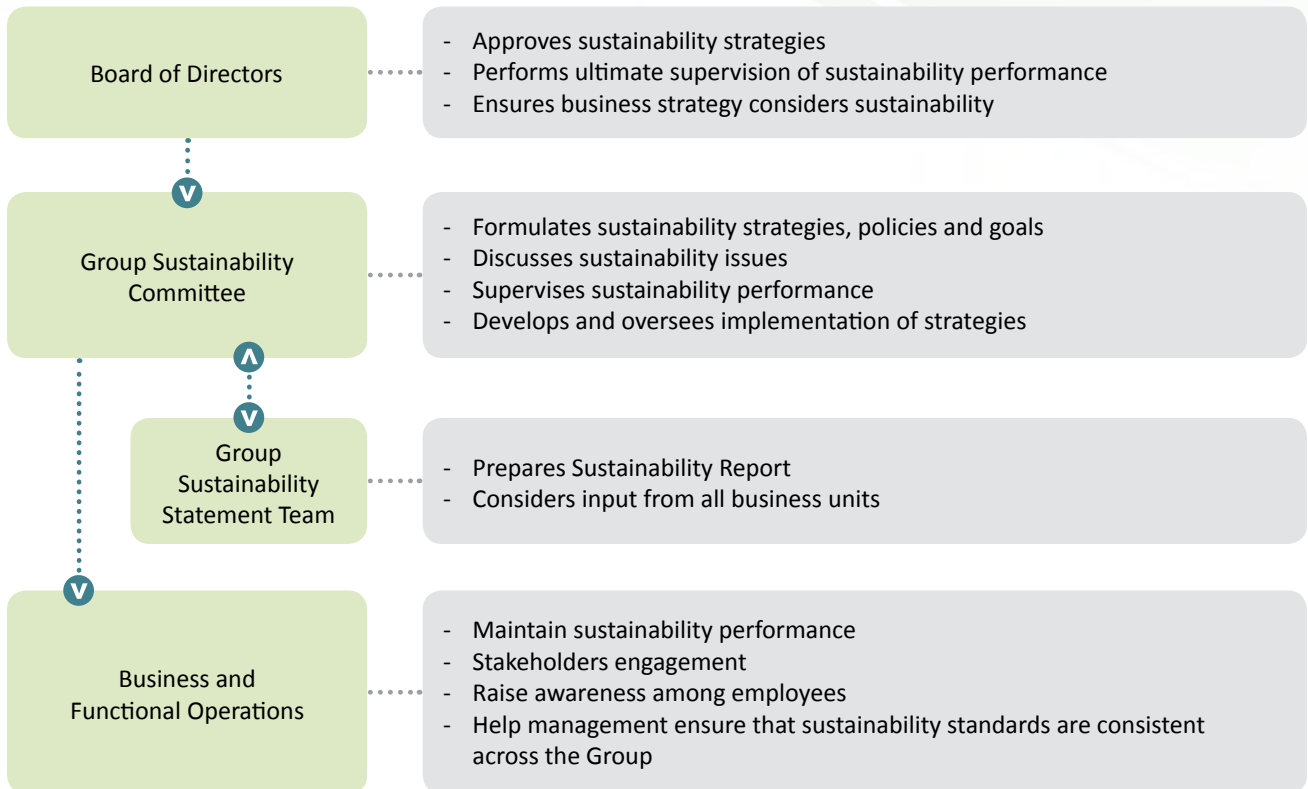 Board of Directors
- Approves sustainability strategies
- Performs ultimate supervision of sustainability performance
- Ensures business strategy considers sustainability
V
Group Sustainability
Committee
- Formulates sustainability strategies, policies and goals
- Discusses sustainability issues
- Supervises sustainability performance
- Develops and oversees implementation of strategies
Group
Sustainability
Statement Team
- Prepares Sustainability Report
- Considers input from all business units
Business and
Functional Operations
- Maintain sustainability performance
- Stakeholders engagement
- Raise awareness among employees
- Help management ensure that sustainability standards are consistent
across the Group